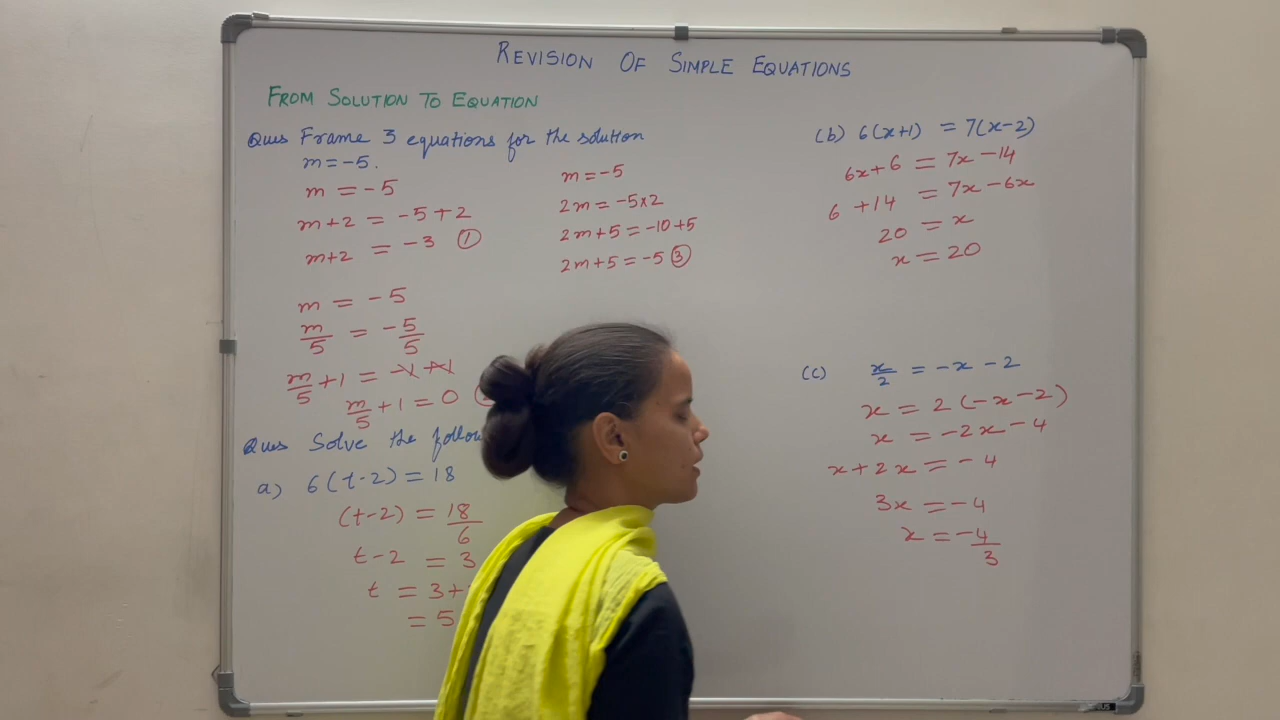 REVISION OF SIMPLE EQUATIONS
FROM SOLUTION TO EQUATION
Ques Frame 3 equations for the solution
m = -5.
m = -5
m+2 = -5+2
m+2 = -3 ①
m = -5
m/5 = -5/5
m/5 + 1 = -1 + 1
m/5 + 1 = 0
m = -5
2m = -5×2
2m+5 = -10+5
2m+5 = -5 ③
Ques Solve the
a) 6(t-2) = 18
(t-2) = 18/6
t-2 = 3
t = 3+
= 5
(b) 6(x+1) = 7(x-2)
6x+6 = 7x-14
6+14 = 7x-6x
20 = x
x = 20
(c) x/2 = -x-2
x = 2(-x-2)
x = -2x-4
x+2x = -4
3x = -4
x = -4/3